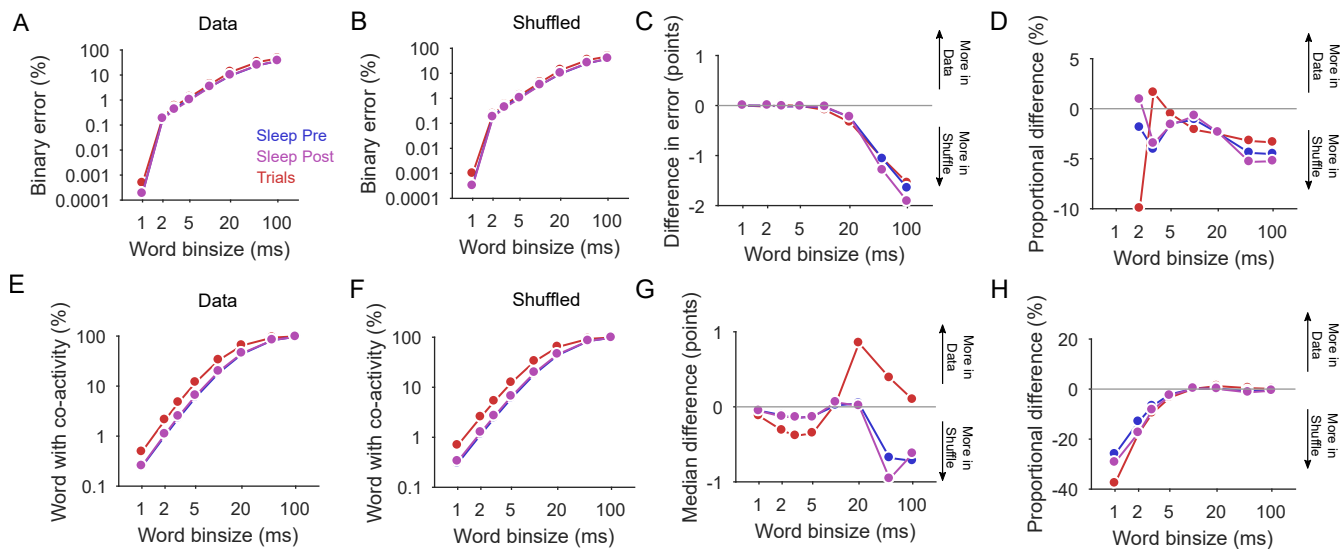 A
Data
Binary error (%)
100
10
1
0.1
0.01
0.001
0.0001
Sleep Pre
Sleep Post
Trials
1
2
5
20
100
Word binsize (ms)
B
Shuffled
Binary error (%)
100
10
1
0.1
0.01
0.001
0.0001
1
2
5
20
100
Word binsize (ms)
C
Difference in error (points)
1
0
-1
-2
1
2
5
20
100
Word binsize (ms)
More in
Data
More in
Shuffle
D
Proportional difference (%)
5
0
-5
-10
1
2
5
20
100
Word binsize (ms)
More in
Data
More in
Shuffle
E
Data
Word with co-activity (%)
100
10
1
0.1
1
2
5
20
100
Word binsize (ms)
F
Shuffled
Word with co-activity (%)
100
10
1
0.1
1
2
5
20
100
Word binsize (ms)
G
Median difference (points)
1
0
-1
1
2
5
20
100
Word binsize (ms)
More in
Data
More in
Shuffle
H
Proportional difference (%)
20
0
-20
-40
1
2
5
20
100
Word binsize (ms)
More in
Data
More in
Shuffle